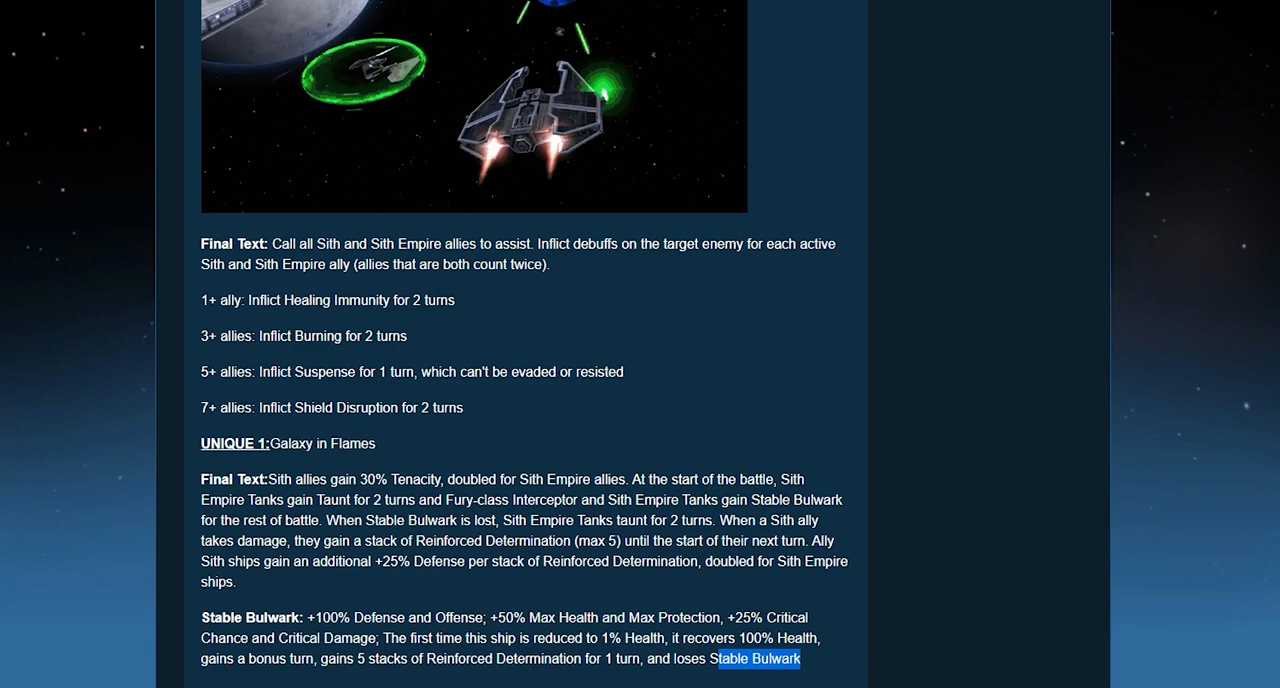 Final Text: Call all Sith and Sith Empire allies to assist. Inflict debuffs on the target enemy for each active
Sith and Sith Empire ally (allies that are both count twice).
1+ ally: Inflict Healing Immunity for 2 turns
3+ allies: Inflict Burning for 2 turns
5+ allies: Inflict Suspense for 1 turn, which can't be evaded or resisted
7+ allies: Inflict Shield Disruption for 2 turns
UNIQUE 1:Galaxy in Flames
Final Text:Sith allies gain 30% Tenacity, doubled for Sith Empire allies. At the start of the battle, Sith
Empire Tanks gain Taunt for 2 turns and Fury-class Interceptor and Sith Empire Tanks gain Stable Bulwark
for the rest of battle. When Stable Bulwark is lost, Sith Empire Tanks taunt for 2 turns. When a Sith ally
takes damage, they gain a stack of Reinforced Determination (max 5) until the start of their next turn. Ally
Sith ships gain an additional +25% Defense per stack of Reinforced Determination, doubled for Sith Empire
ships.
Stable Bulwark: +100% Defense and Offense; +50% Max Health and Max Protection, +25% Critical
Chance and Critical Damage; The first time this ship is reduced to 1% Health, it recovers 100% Health,
gains a bonus turn, gains 5 stacks of Reinforced Determination for 1 turn, and loses Stable Bulwark